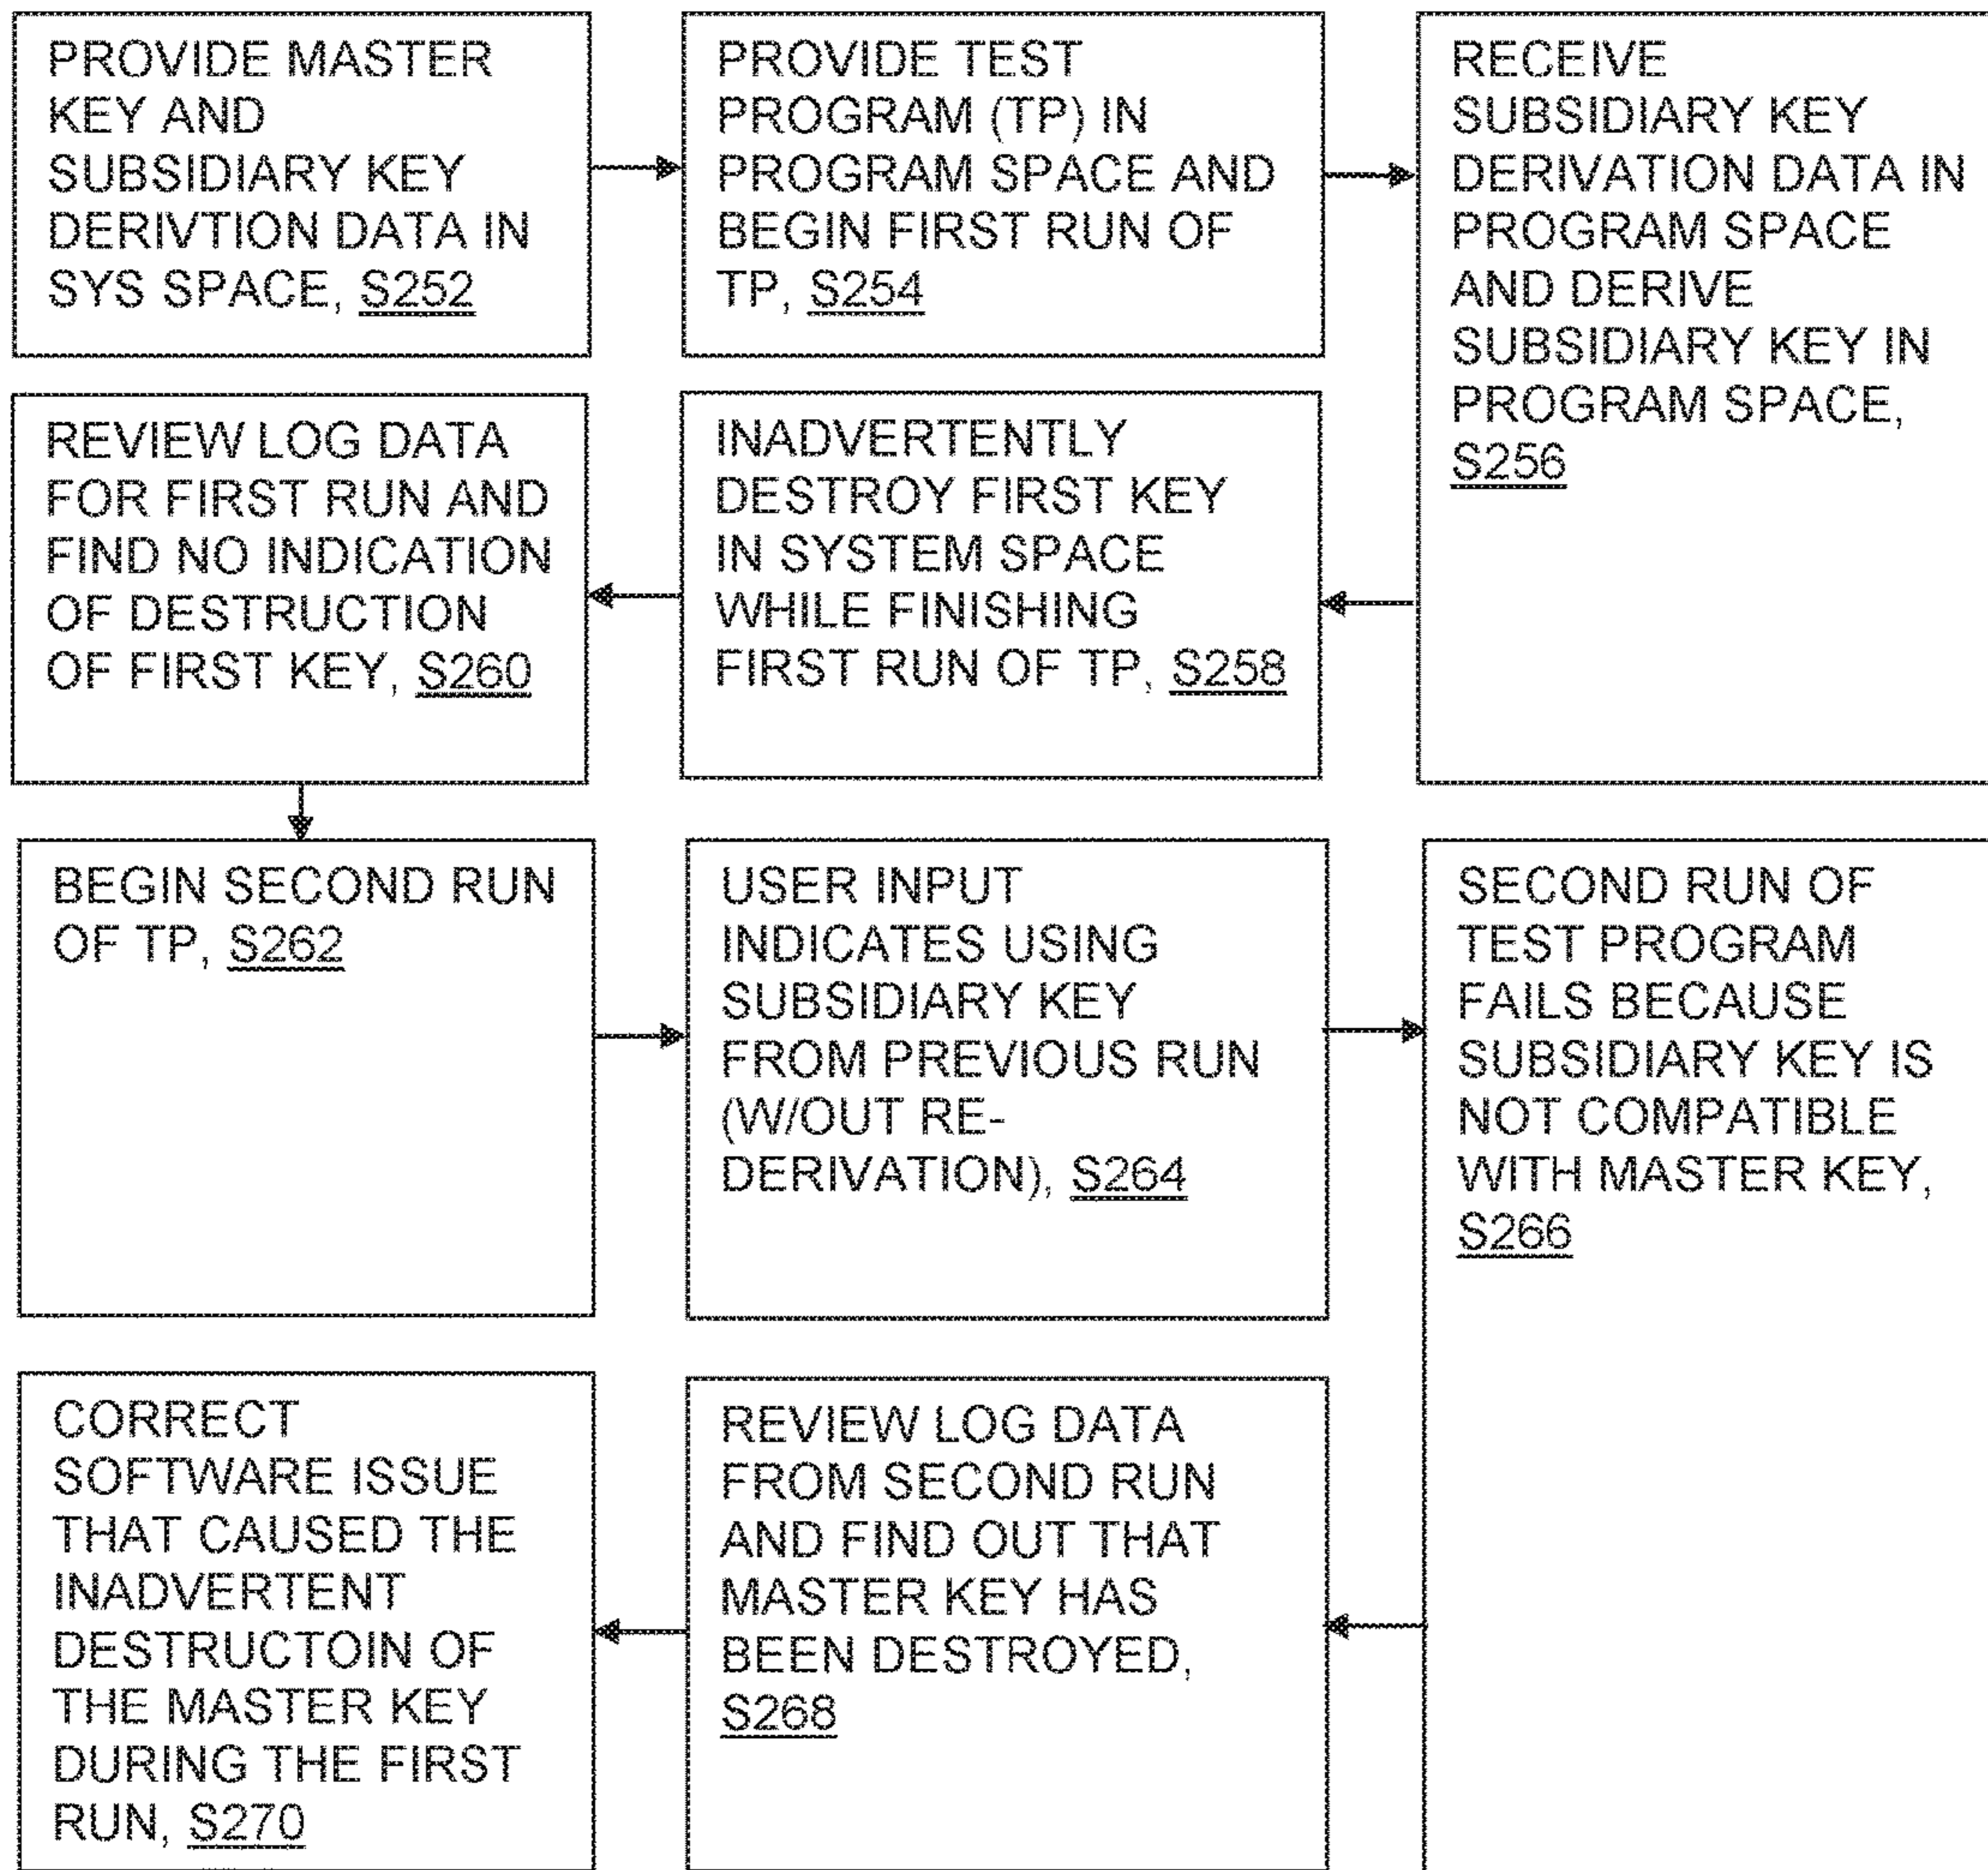 PROVIDE MASTER
KEY AND
SUBSIDIARY KEY
DERIVTION DATA IN
SYS SPACE, S252
PROVIDE TEST
PROGRAM (TP) IN
PROGRAM SPACE AND
BEGIN FIRST RUN OF
TP, S254
RECEIVE
SUBSIDIARY KEY
DERIVATION DATA IN
PROGRAM SPACE
AND DERIVE
SUBSIDIARY KEY IN
PROGRAM SPACE,
S256
INADVERTENTLY
DESTROY FIRST KEY
IN SYSTEM SPACE
WHILE FINISHING
FIRST RUN OF TP, S258
REVIEW LOG DATA
FOR FIRST RUN AND
FIND NO INDICATION
OF DESTRUCTION
OF FIRST KEY, S260
BEGIN SECOND RUN
OF TP, S262
USER INPUT
INDICATES USING
SUBSIDIARY KEY
FROM PREVIOUS RUN
(W/OUT RE-
DERIVATION), S264
SECOND RUN OF
TEST PROGRAM
FAILS BECAUSE
SUBSIDIARY KEY IS
NOT COMPATIBLE
WITH MASTER KEY,
S266
REVIEW LOG DATA
FROM SECOND RUN
AND FIND OUT THAT
MASTER KEY HAS
BEEN DESTROYED,
S268
CORRECT
SOFTWARE ISSUE
THAT CAUSED THE
INADVERTENT
DESTRUCTOIN OF
THE MASTER KEY
DURING THE FIRST
RUN, S270